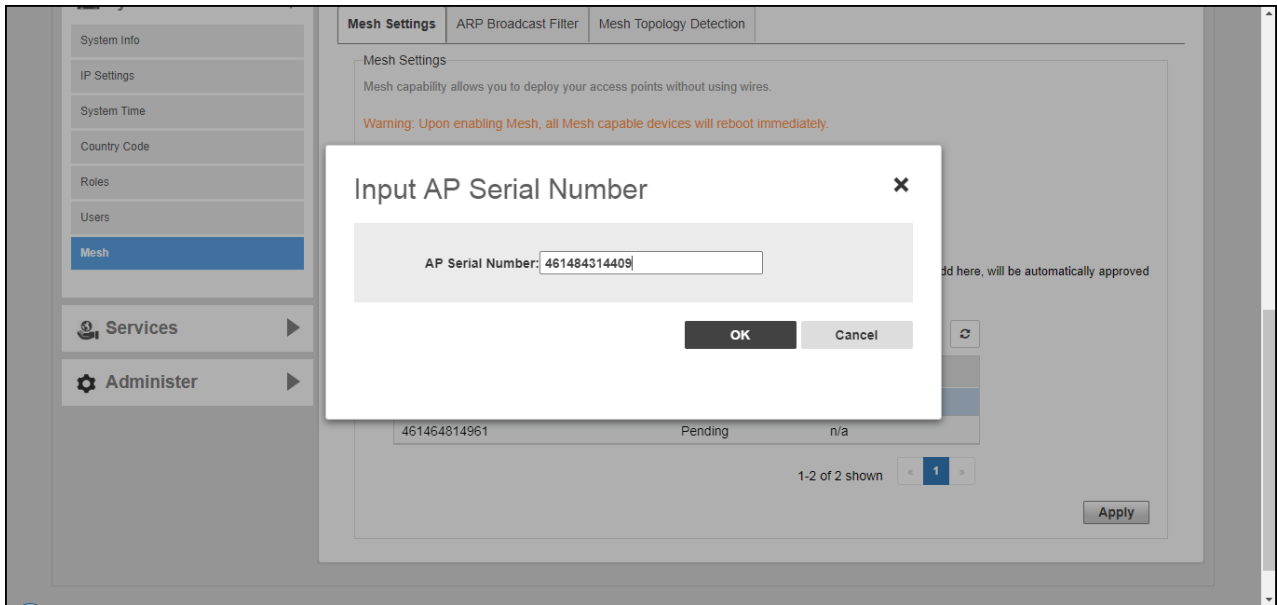 System Info
IP Settings
System Time
Country Code
Roles
Users
Mesh
Services
Administer
Mesh Settings ARP Broadcast Filter Mesh Topology Detection
Mesh Settings
Mesh capability allows you to deploy your access points without using wires.
Warning: Upon enabling Mesh, all Mesh capable devices will reboot immediately.
Input AP Serial Number
AP Serial Number: 461484314409
here, will be automatically approved
OK Cancel
461464814961 Pending n/a
1-2 of 2 shown « 1 »
Apply